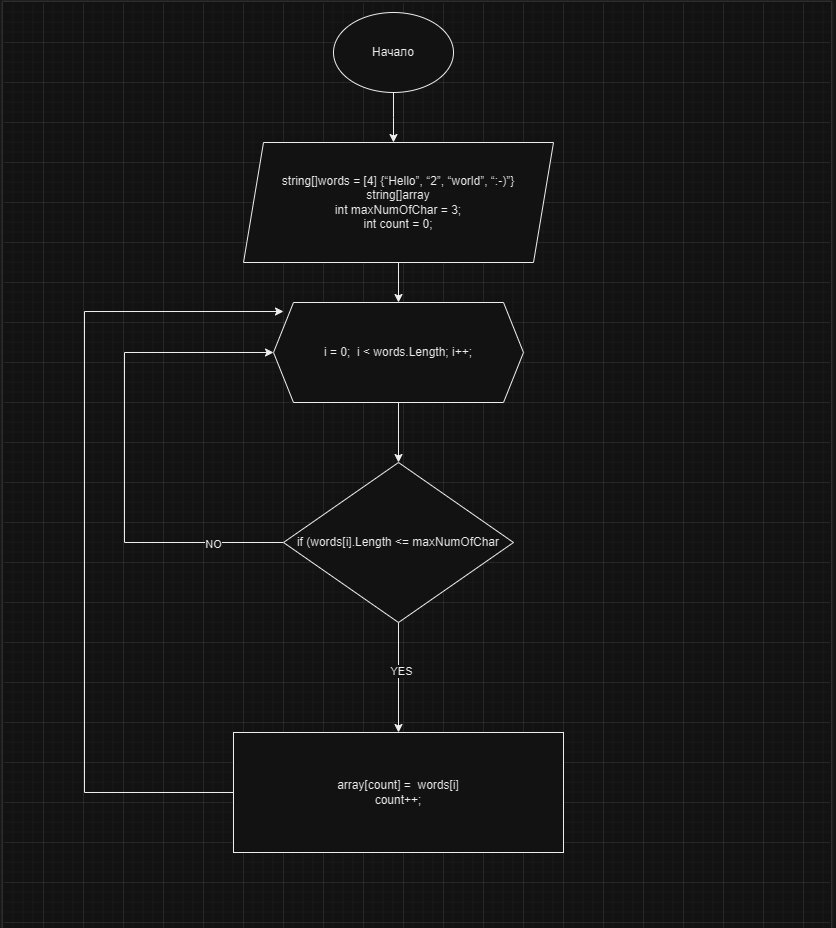 Начало
string[]words = [4] {“Hello”, “2”, “world”, “:-)”}
string[]array
int maxNumOfChar = 3;
int count = 0;
i = 0;  i < words.Length; i++;
if (words[i].Length <= maxNumOfChar
NO
YES
array[count] =  words[i]
count++;